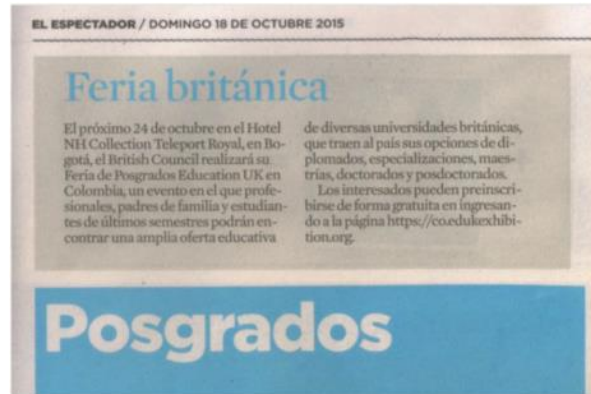 EL ESPECTADOR / DOMINGO 18 DE OCTUBRE 2015
Feria británica
El próximo 24 de octubre en el Hotel
NH Collection Teleport Royal, en Bo-
gotá, el British Council realizará su
Feria de Posgrados Education UK en
Colombia, un evento en el que profe-
sionales, padres de familia y estudian-
tes de últimos semestres podrán en-
contrar una amplia oferta educativa
de diversas universidades británicas,
que traen al país sus opciones de di-
plomados, especializaciones, maes-
trías, doctorados y posdoctorados.
Los interesados pueden preinscri-
birse de forma gratuita en ingresan-
do a la página https://co.edukexhibi-
tion.org.
Posgrados